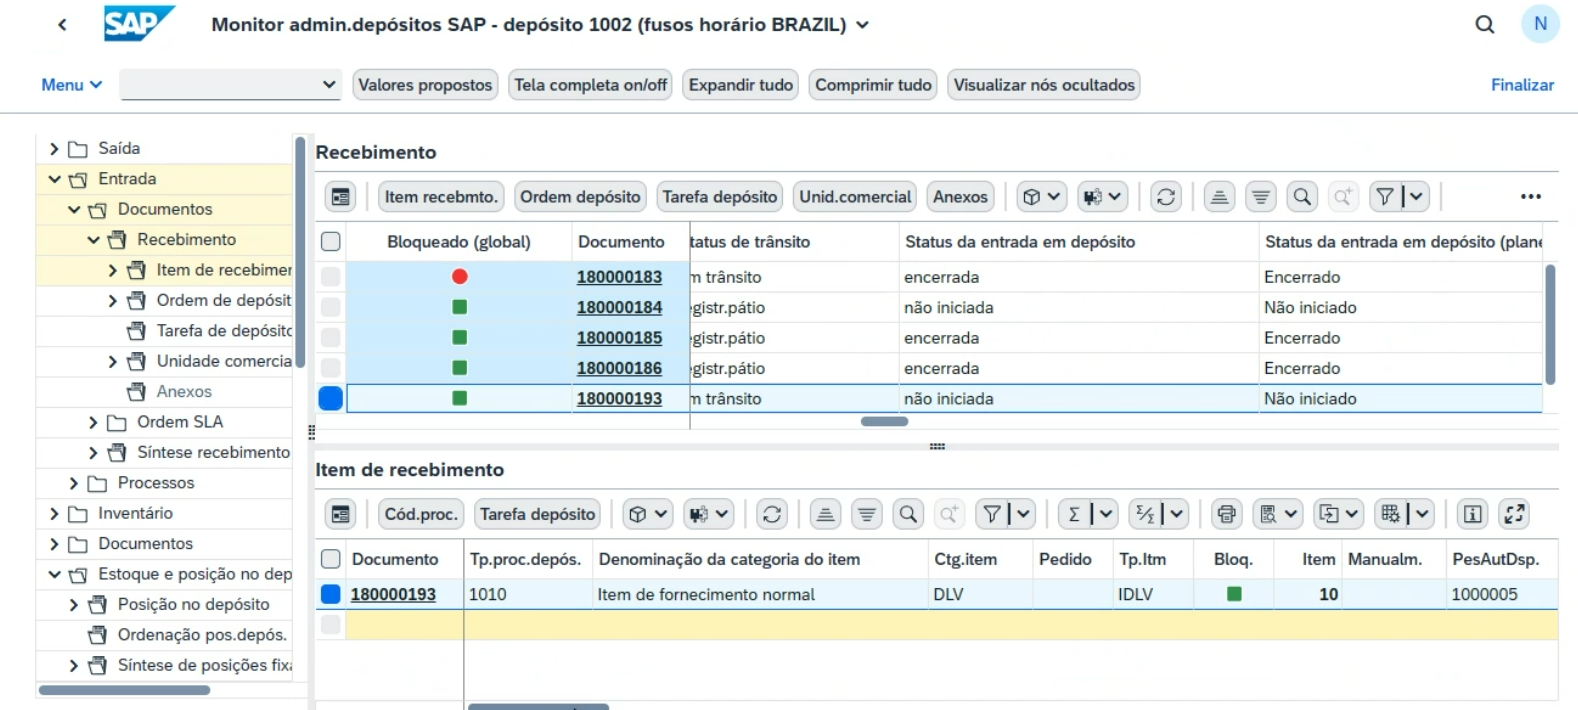 SAP Monitor admin.depósitos SAP - depósito 1002 (fusos horário BRAZIL) N
Menu Valores propostos Tela completa on/off Expandir tudo Comprimir tudo Visualizar nós ocultados Finalizar
Saída
Entrada
Documentos
Recebimento
Item de recebimer
Ordem de depósit
Tarefa de depósito
Unidade comercia
Anexos
Ordem SLA
Síntese recebimento
Processos
Inventário
Documentos
Estoque e posição no dep
Posição no depósito
Ordenação pos.depós.
Síntese de posições fixa
Recebimento
Item recebmto. Ordem depósito Tarefa depósito Unid.comercial Anexos
Bloqueado (global) Documento tatus de trânsito Status da entrada em depósito Status da entrada em depósito (plane
180000183 m trânsito encerrada Encerrado
180000184 egistr.pátio não iniciada Não iniciado
180000185 egistr.pátio encerrada Encerrado
180000186 egistr.pátio encerrada Encerrado
180000193 m trânsito não iniciada Não iniciado
Item de recebimento
Cód.proc. Tarefa depósito
Documento Tp.proc.depós. Denominação da categoria do item Ctg.item Pedido Tp.Itm Bloq. Item Manualm. PesAutDsp.
180000193 1010 Item de fornecimento normal DLV IDLV 10 1000005